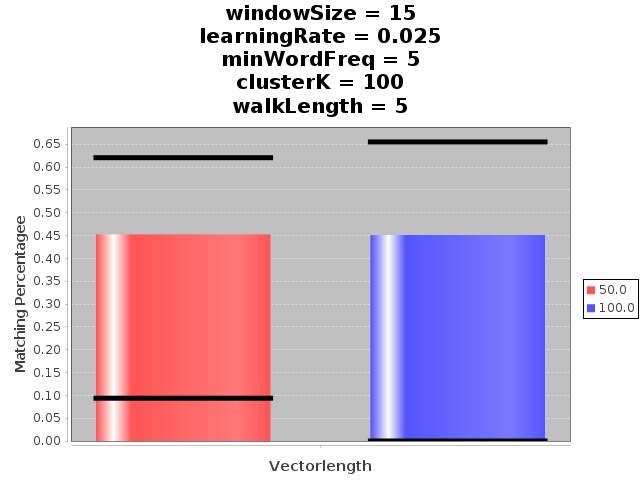 windowSize = 15
learningRate = 0.025
minWordFreq = 5
clusterK = 100
walkLength = 5
0.65
0.60
0.55
0.50
0.45
0.40
0.35
0.30
0.25
0.20
0.15
0.10
0.05
0.00
Matching Percentagee
Vectorlength
50.0
100.0